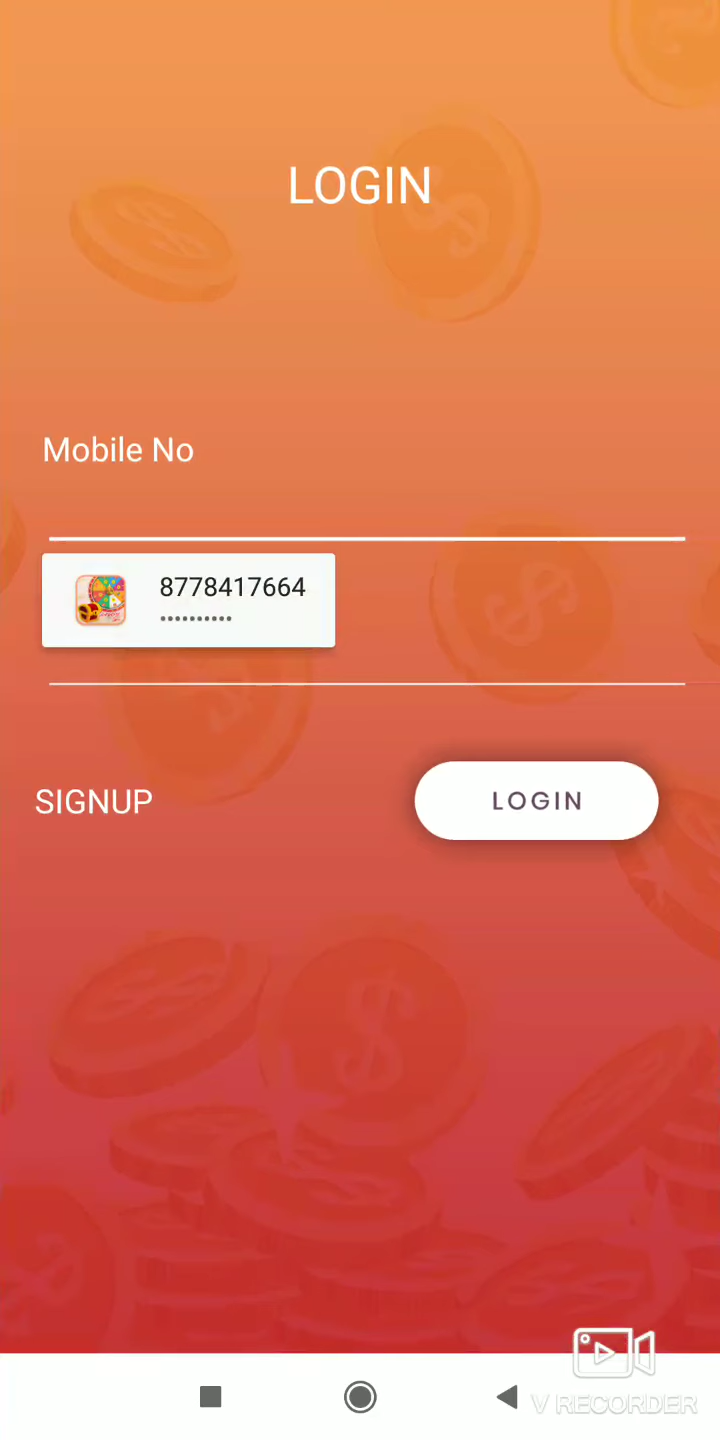 LOGIN
Mobile No
8778417664
••••••••••
SIGNUP
LOGIN
V RECORDER